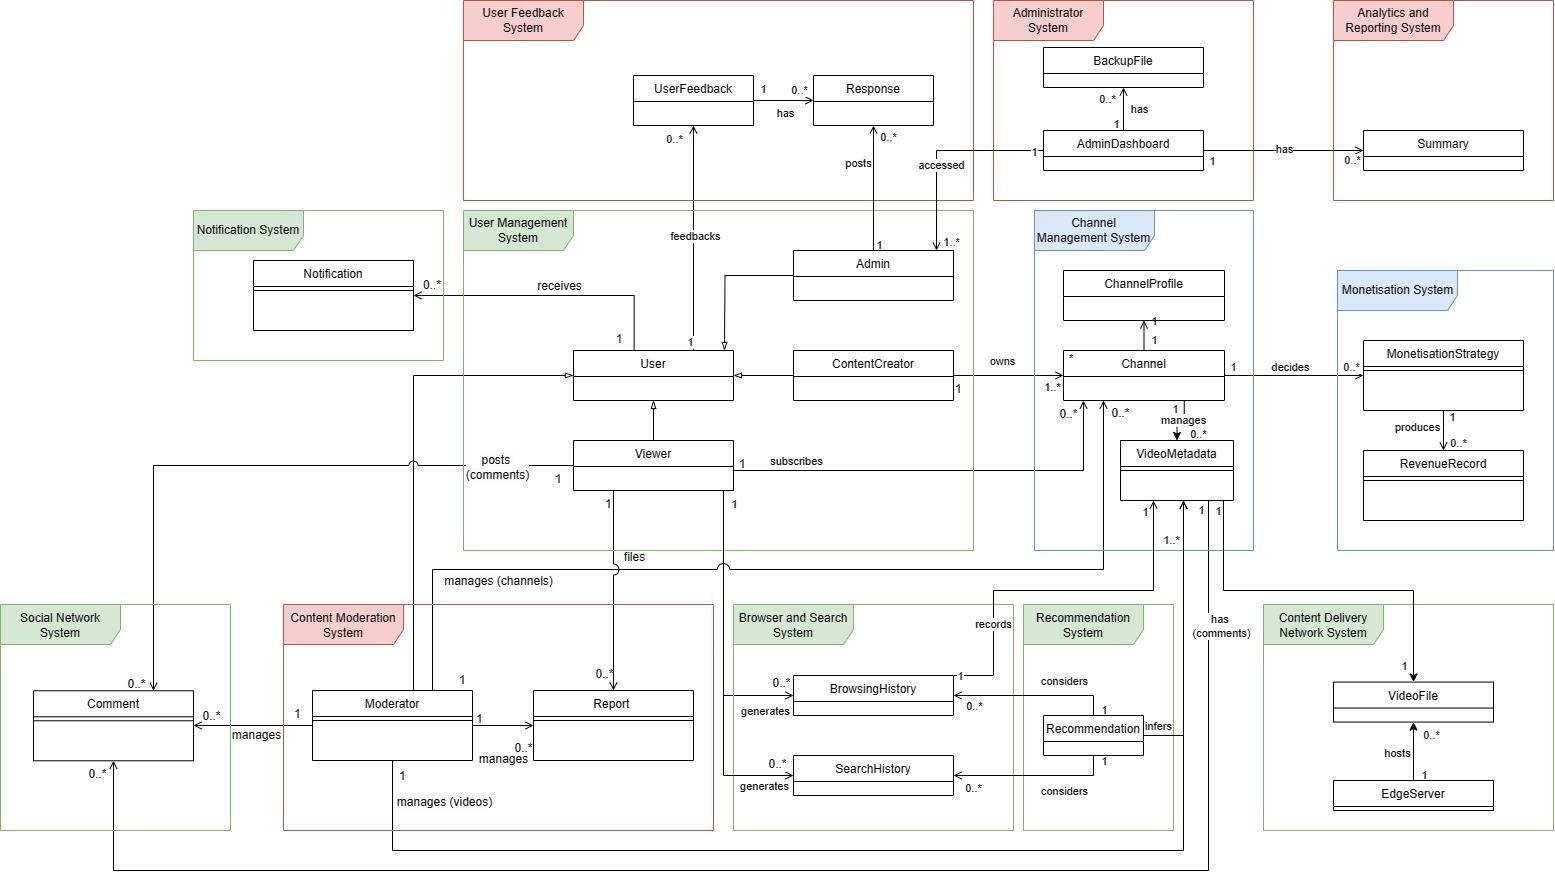 User Feedback
System
Administrator
System
Analytics and
Reporting System
BackupFile
UserFeedback
1
0..*
has
Response
0..*
has
1
AdminDashboard
1
1
has
0..*
Summary
0..*
0..*
posts
accessed
Notification System
User Management
System
feedbacks
1
1..*
Channel
Management System
Notification
0..*
receives
Admin
ChannelProfile
Monetisation System
1
1
1
1
User
ContentCreator
1
owns
1..*
*
Channel
1
decides
0..*
MonetisationStrategy
0..*
0..*
1
manages
0..*
1
produces
0..*
Viewer
1
posts
(comments)
1
subscribes
VideoMetadata
RevenueRecord
1
1
1
1
1
1..*
files
manages (channels)
Social Network
System
Content Moderation
System
Browser and Search
System
Recommendation
System
Content Delivery
Network System
records
has
(comments)
0..*
1
0..*
0..*
1
considers
1
Comment
Moderator
Report
BrowsingHistory
VideoFile
0..*
1
1
0..*
manages
manages
generates
0..*
1
Recommendation
infers
0..*
hosts
0..*
1
0..*
SearchHistory
1
1
manages (videos)
generates
0..*
considers
EdgeServer